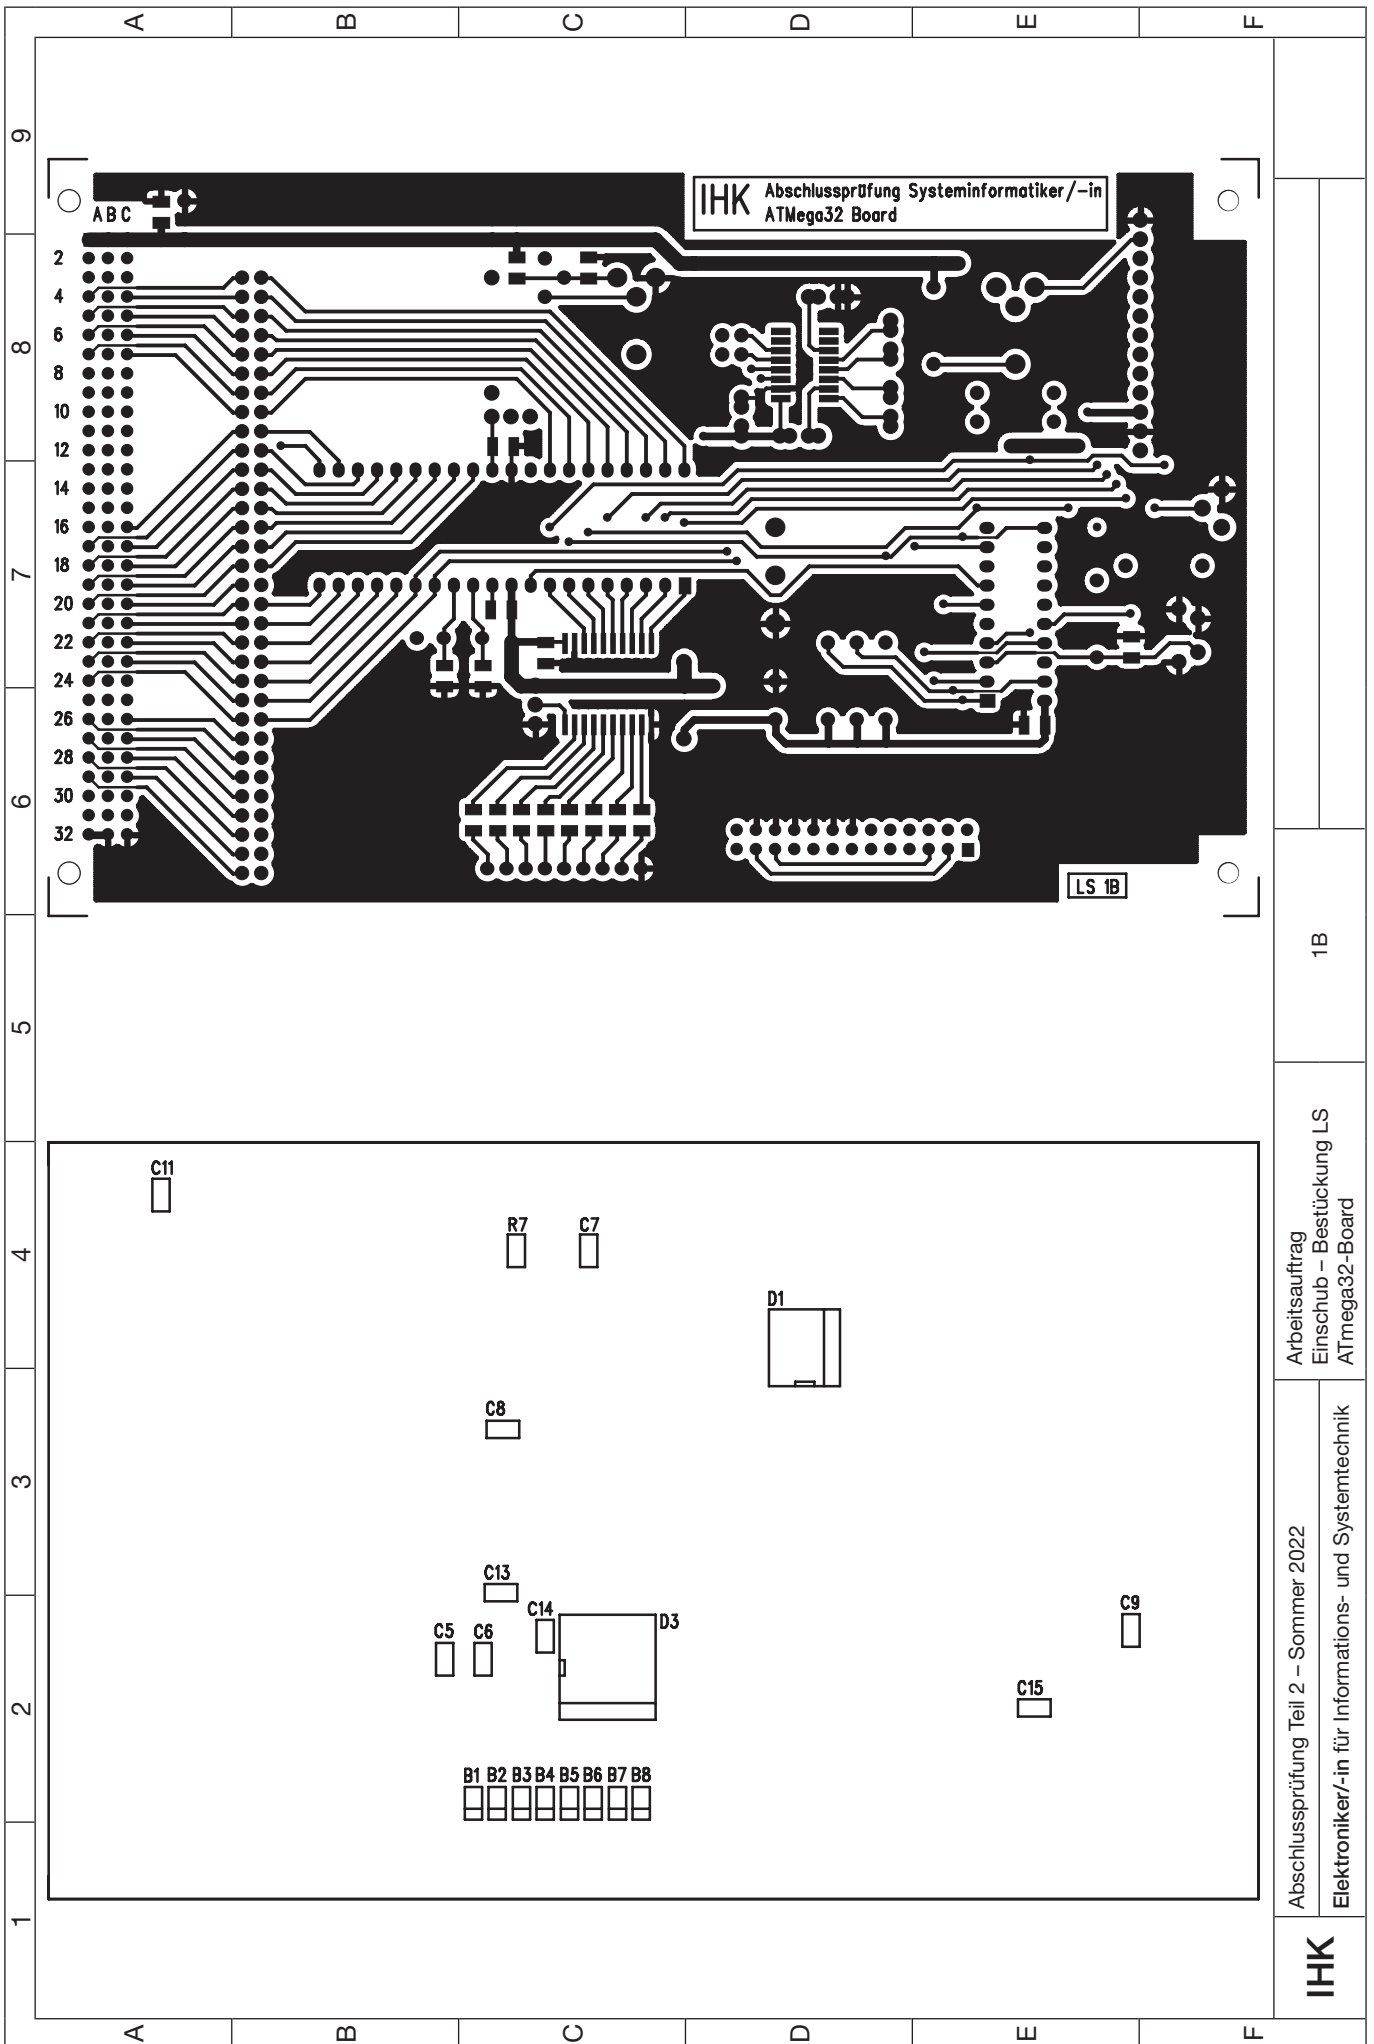 A B C D E F
9
8
7
6
5
4
3
2
1
IHK
Abschlussprüfung Systeminformatiker/-in
ATMega32 Board
A B C
2
4
6
8
10
12
14
16
18
20
22
24
26
28
30
32
LS 1B
C11
R7
C7
D1
C8
C13
C14
D3
C5
C6
C9
C15
B1 B2 B3 B4 B5 B6 B7 B8
A B C D E F
IHK
Abschlussprüfung Teil 2 – Sommer 2022
Elektroniker/-in für Informations- und Systemtechnik
Arbeitsauftrag
Einschub – Bestückung LS
ATmega32-Board
1B